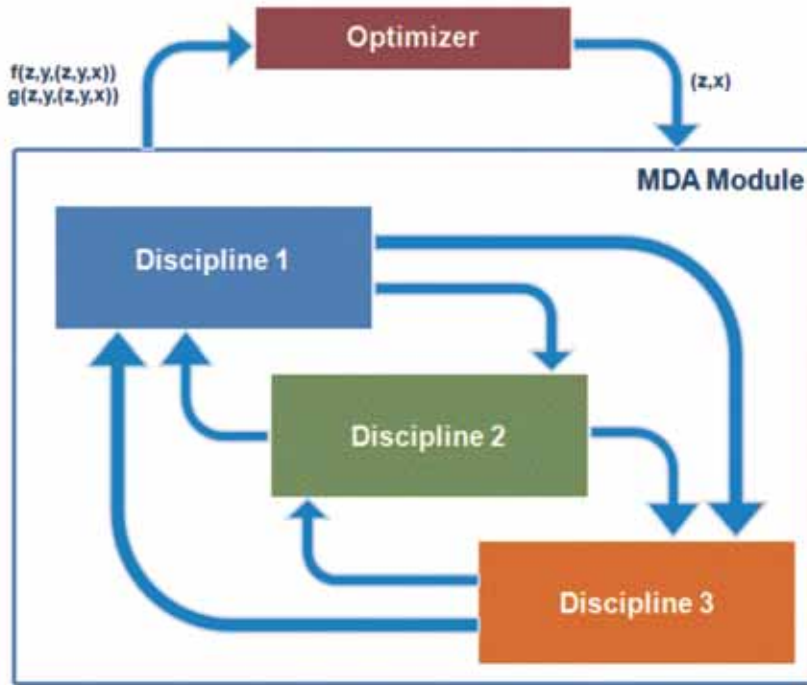 Optimizer
f(z,y,(z,y,x))
g(z,y,(z,y,x))
(z,x)
MDA Module
Discipline 1
Discipline 2
Discipline 3